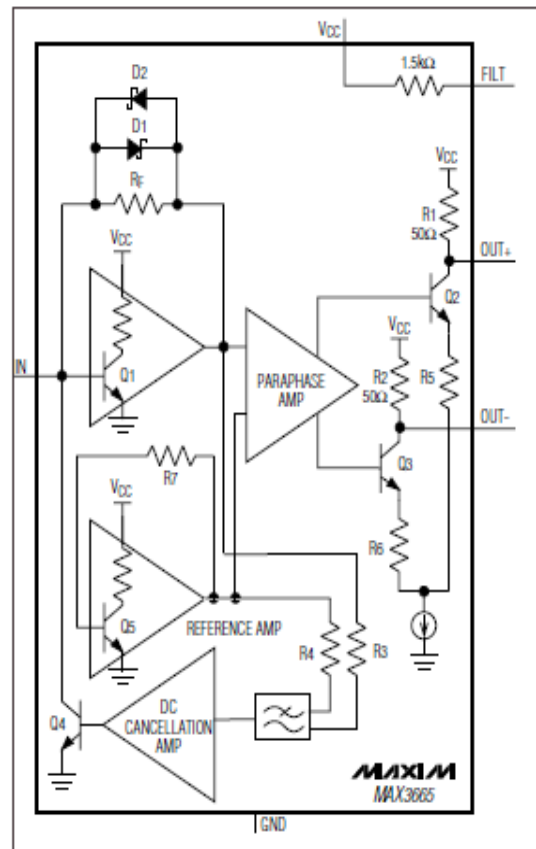 VCC
1.5kΩ
FILT
D2
D1
RF
VCC
VCC
R1
50Ω
OUT+
Q2
IN
Q1
PARAPHASE
AMP
VCC
R2
50Ω
R5
OUT-
R7
Q3
VCC
R6
Q5
REFERENCE AMP
R4
R3
DC
CANCELLATION
AMP
Q4
MAXIM
MAX3665
GND